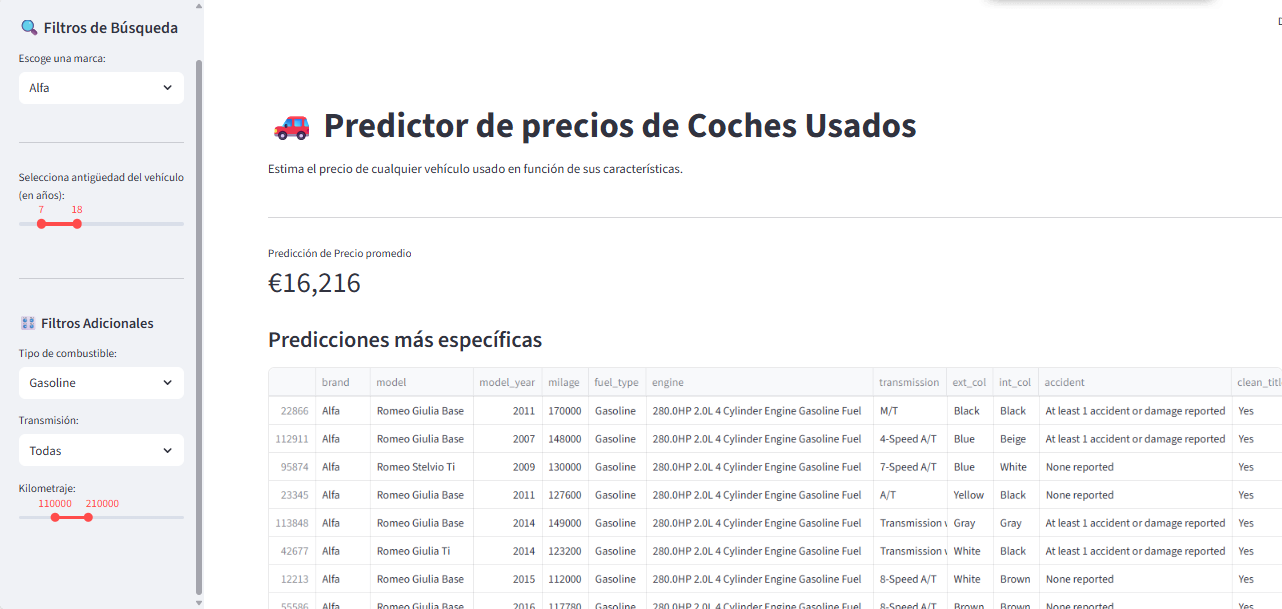 Filtros de Búsqueda
Escoge una marca:
Alfa
Selecciona antigüedad del vehículo
(en años):
7 18
Filtros Adicionales
Tipo de combustible:
Gasoline
Transmisión:
Todas
Kilometraje:
110000 210000
Predictor de precios de Coches Usados
Estima el precio de cualquier vehículo usado en función de sus características.
Predicción de Precio promedio
€16,216
Predicciones más específicas
brand model model_year milage fuel_type engine transmission ext_col int_col accident clean_titl
22866 Alfa Romeo Giulia Base 2011 170000 Gasoline 280.0HP 2.0L 4 Cylinder Engine Gasoline Fuel M/T Black Black At least 1 accident or damage reported Yes
112911 Alfa Romeo Giulia Base 2007 148000 Gasoline 280.0HP 2.0L 4 Cylinder Engine Gasoline Fuel 4-Speed A/T Blue Beige At least 1 accident or damage reported Yes
95874 Alfa Romeo Stelvio Ti 2009 130000 Gasoline 280.0HP 2.0L 4 Cylinder Engine Gasoline Fuel 7-Speed A/T Blue White None reported Yes
23345 Alfa Romeo Giulia Base 2011 127600 Gasoline 280.0HP 2.0L 4 Cylinder Engine Gasoline Fuel A/T Yellow Black At least 1 accident or damage reported Yes
113848 Alfa Romeo Giulia Base 2014 149000 Gasoline 280.0HP 2.0L 4 Cylinder Engine Gasoline Fuel Transmission Gray Gray At least 1 accident or damage reported Yes
42677 Alfa Romeo Giulia Ti 2014 123200 Gasoline 280.0HP 2.0L 4 Cylinder Engine Gasoline Fuel Transmission White Black At least 1 accident or damage reported Yes
12213 Alfa Romeo Giulia Base 2015 112000 Gasoline 280.0HP 2.0L 4 Cylinder Engine Gasoline Fuel 8-Speed A/T White Brown None reported Yes
55586 Alfa Romeo Giulia Base 2016 117780 Gasoline 280.0HP 2.0L 4 Cylinder Engine Gasoline Fuel 8-Speed A/T Brown Brown None reported Yes